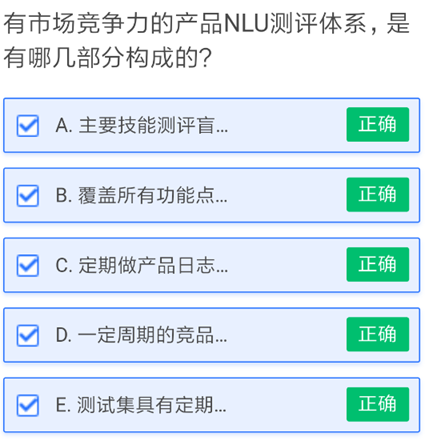 有市场竞争力的产品NLU测评体系，是
有哪几部分构成的？
A. 主要技能测评盲... 正确
B. 覆盖所有功能点... 正确
C. 定期做产品日志... 正确
D. 一定周期的竞品... 正确
E. 测试集具有定期... 正确